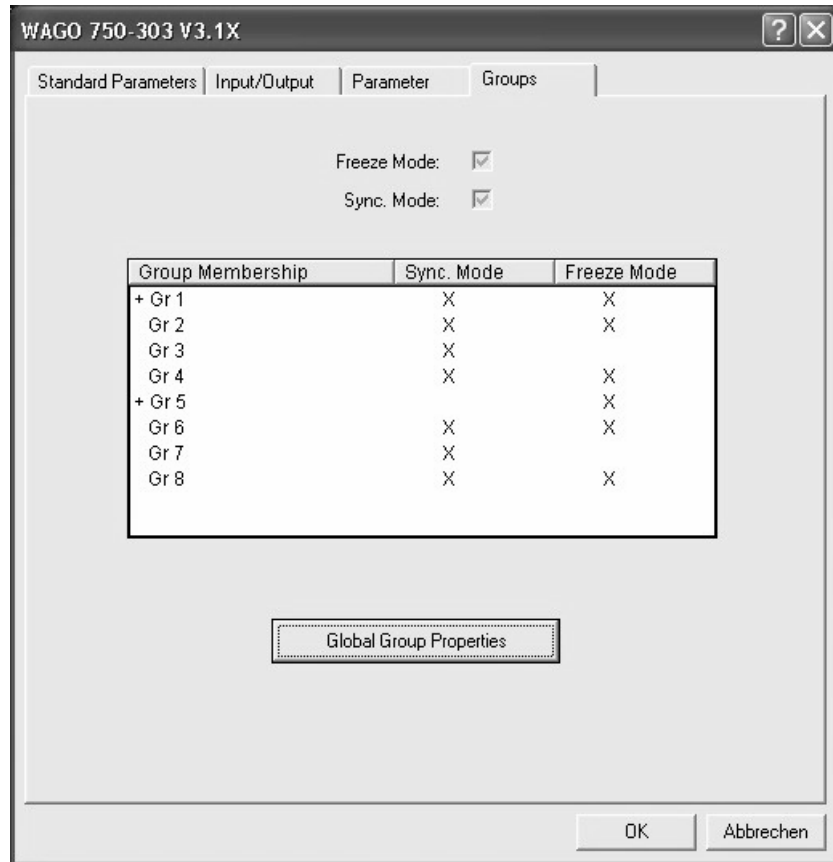 WAGO 750-303 V3.1X
Standard Parameters Input/Output Parameter Groups
Freeze Mode:
Sync. Mode:
Group Membership Sync. Mode Freeze Mode
+ Gr 1 X X
Gr 2 X X
Gr 3 X
Gr 4 X X
+ Gr 5 X
Gr 6 X X
Gr 7 X
Gr 8 X X
Global Group Properties
OK Abbrechen